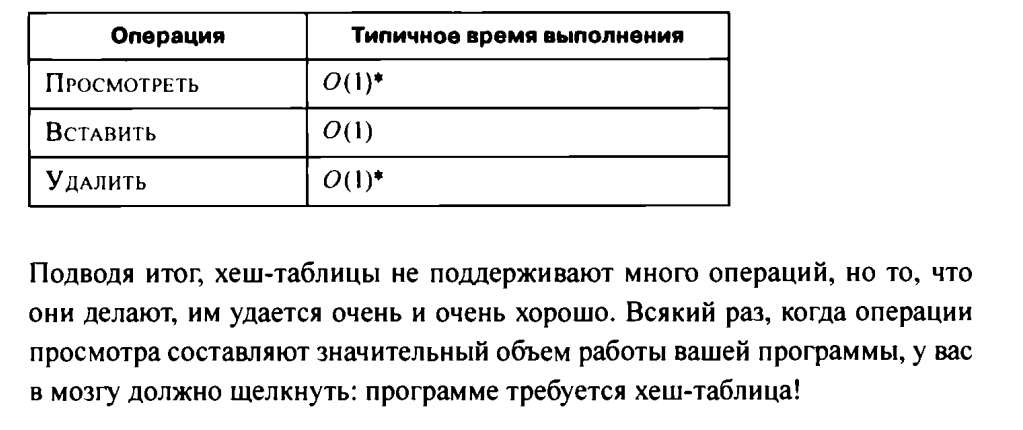 Операция Типичное время выполнения
Просмотреть O(1)*
Вставить O(1)
Удалить O(1)*
Подводя итог, хеш-таблицы не поддерживают много операций, но то, что
они делают, им удается очень и очень хорошо. Всякий раз, когда операции
просмотра составляют значительный объем работы вашей программы, у вас
в мозгу должно щелкнуть: программе требуется хеш-таблица!